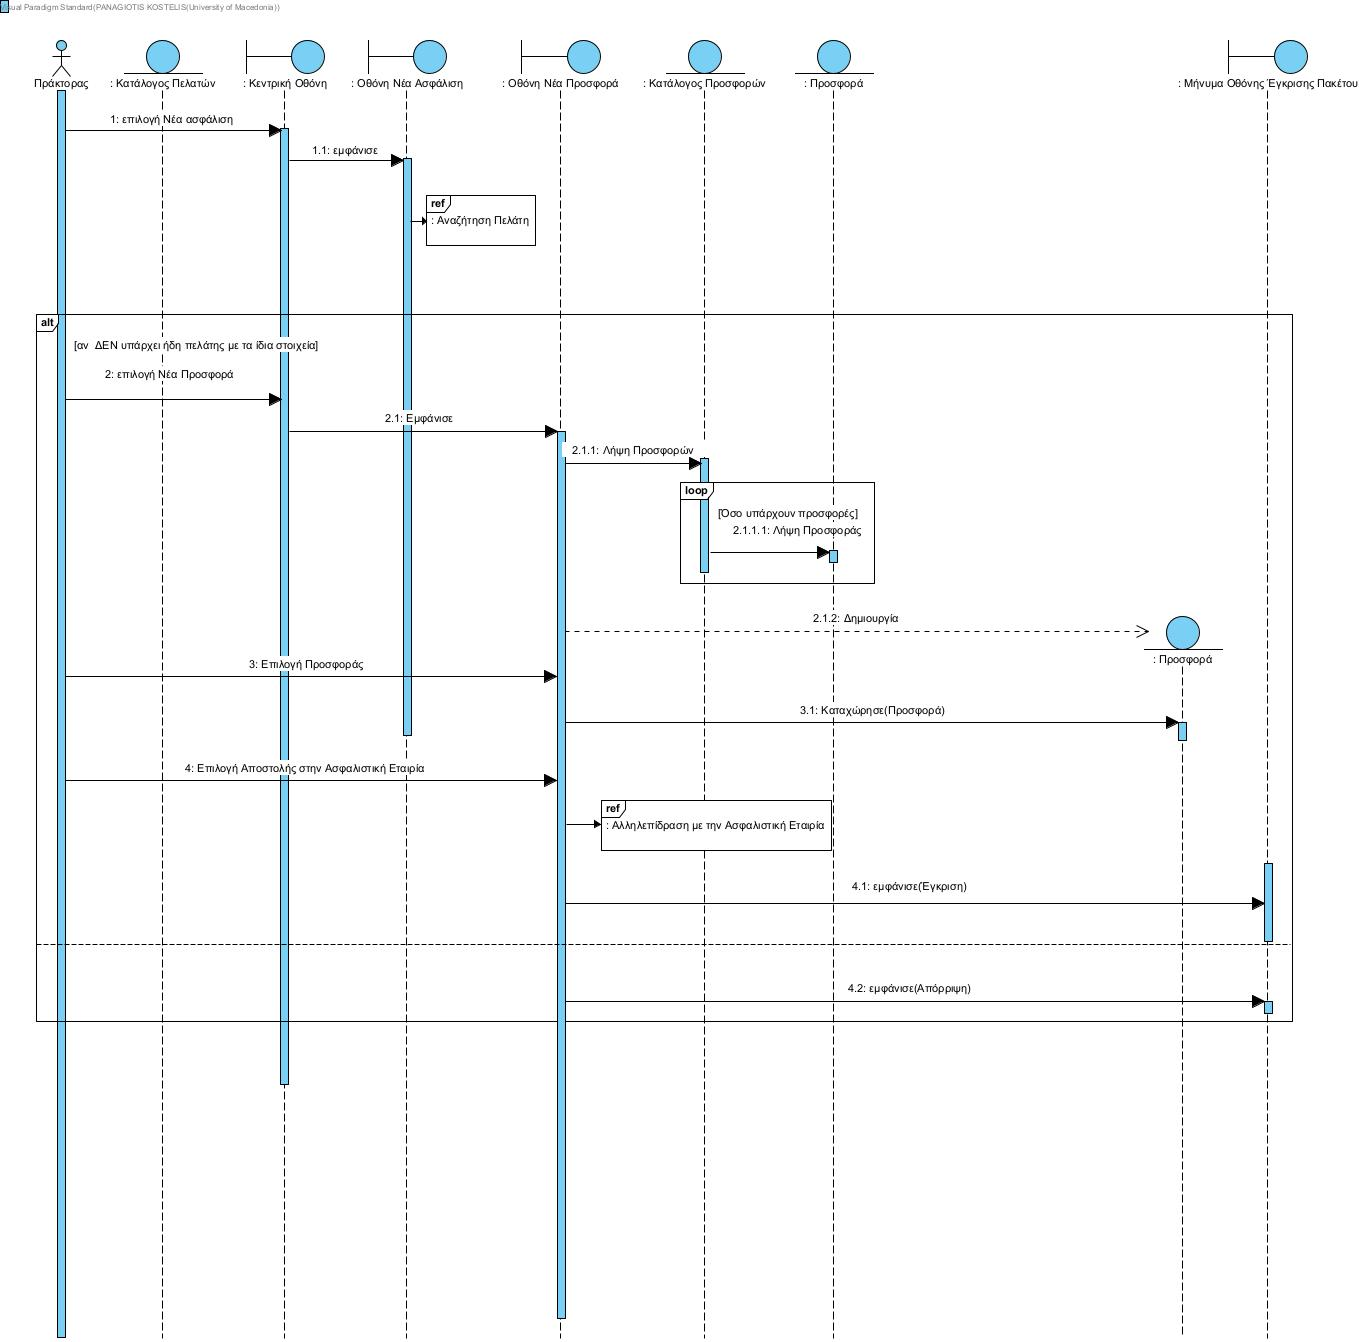 Visual Paradigm Standard(PANAGIOTIS KOSTELIS(University of Macedonia))
Πράκτορας
: Κατάλογος Πελατών
: Κεντρική Οθόνη
: Οθόνη Νέα Ασφάλιση
: Οθόνη Νέα Προσφορά
: Κατάλογος Προσφορών
: Προσφορά
: Μήνυμα Οθόνης Έγκρισης Πακέτου
1: επιλογή Νέα ασφάλιση
1.1: εμφάνισε
ref
: Αναζήτηση Πελάτη
alt
[αν ΔΕΝ υπάρχει ήδη πελάτης με τα ίδια στοιχεία]
2: επιλογή Νέα Προσφορά
2.1: Εμφάνισε
2.1.1: Λήψη Προσφορών
loop
[Όσο υπάρχουν προσφορές]
2.1.1.1: Λήψη Προσφοράς
2.1.2: Δημιουργία
: Προσφορά
3: Επιλογή Προσφοράς
3.1: Καταχώρησε(Προσφορά)
4: Επιλογή Αποστολής στην Ασφαλιστική Εταιρία
ref
: Αλληλεπίδραση με την Ασφαλιστική Εταιρία
4.1: εμφάνισε(Έγκριση)
4.2: εμφάνισε(Απόρριψη)